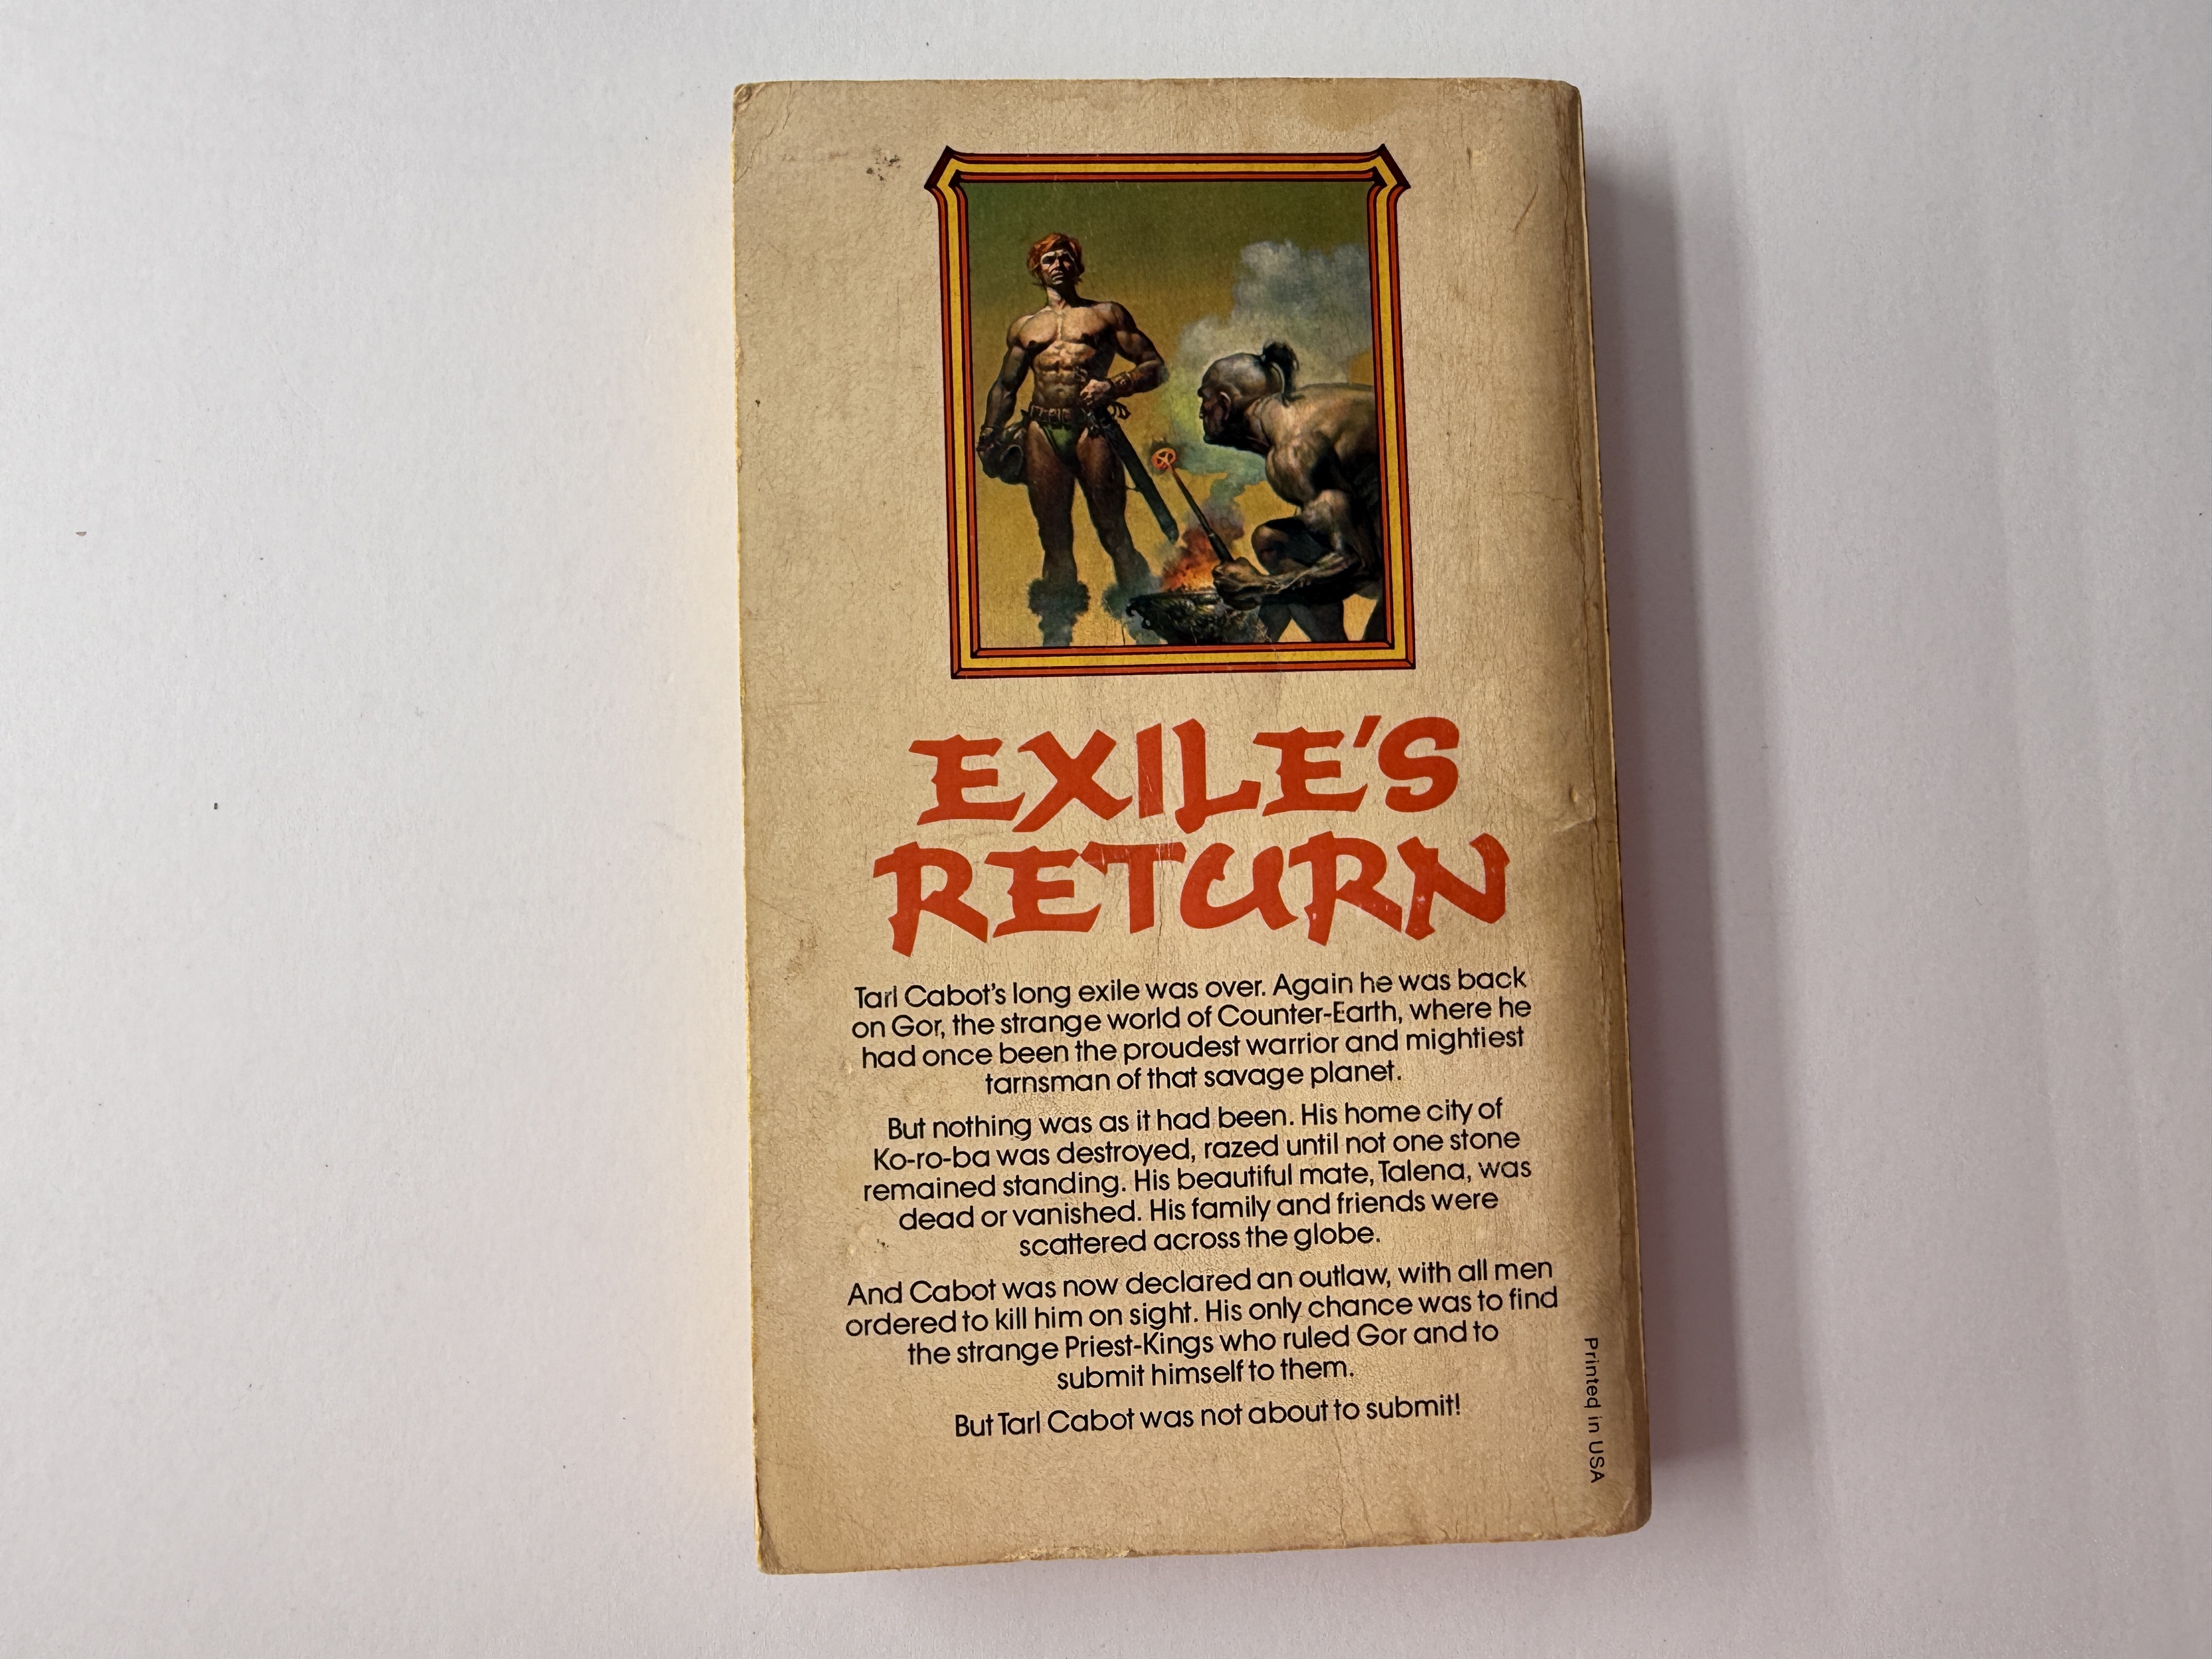 EXILE'S
RETURN
Tarl Cabot's long exile was over. Again he was back
on Gor, the strange world of Counter-Earth, where he
had once been the proudest warrior and mightiest
tarnsman of that savage planet.
But nothing was as it had been. His home city of
Ko-ro-ba was destroyed, razed until not one stone
remained standing. His beautiful mate, Talena, was
dead or vanished. His family and friends were
scattered across the globe.
And Cabot was now declared an outlaw, with all men
ordered to kill him on sight. His only chance was to find
the strange Priest-Kings who ruled Gor and to
submit himself to them.
But Tarl Cabot was not about to submit!
Printed in USA